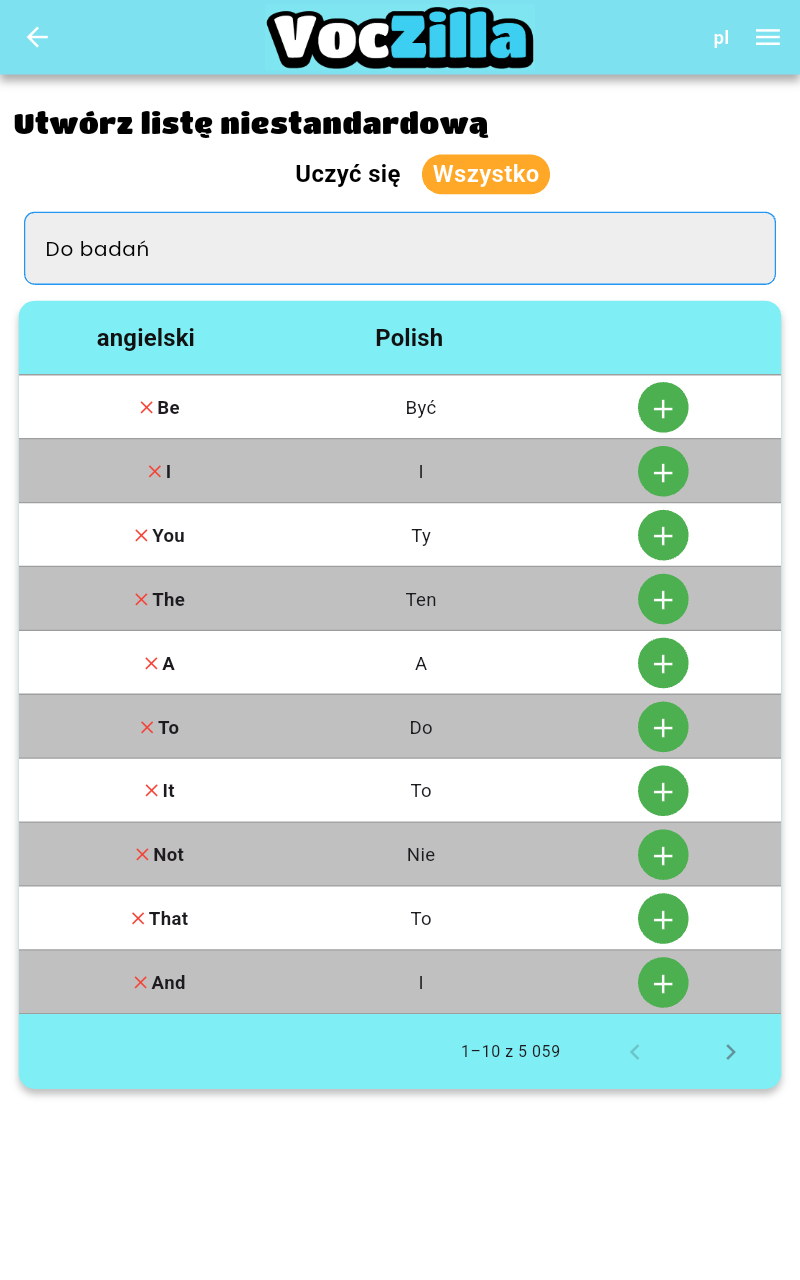 VocZilla
pl
Utwórz listę niestandardową
Uczyć się Wszystko
Do badań
angielski Polish
Be Być
I I
You Ty
The Ten
A A
To Do
It To
Not Nie
That To
And I
1–10 z 5 059